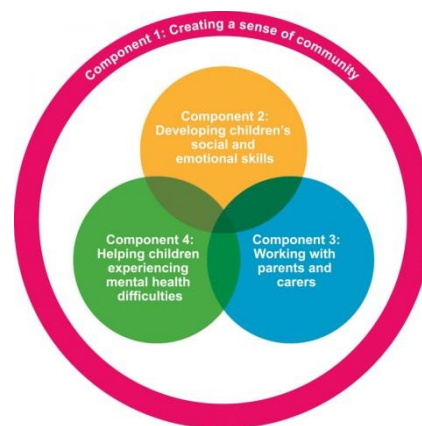 Component 1: Creating a sense of community
Component 2:
Developing children's
social and
emotional skills
Component 4:
Helping children
experiencing
mental health
difficulties
Component 3:
Working with
parents and
carers